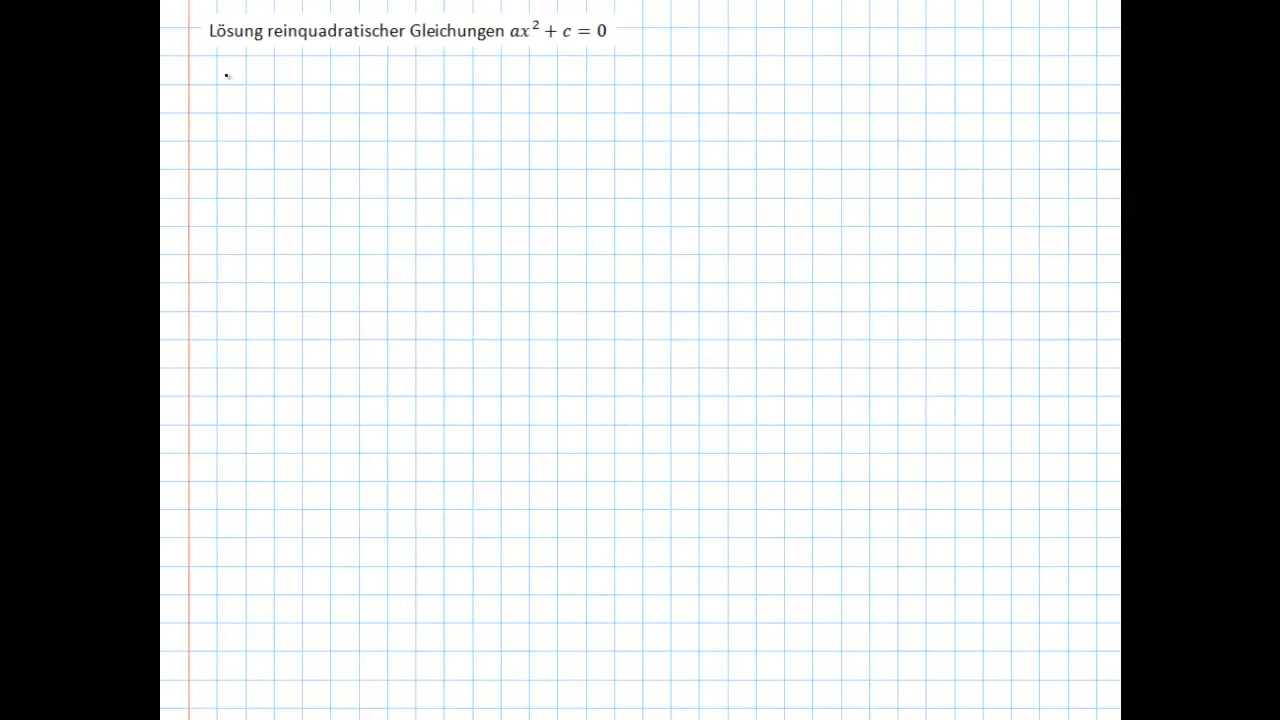 Lösung reinquadratischer Gleichungen ax² + c = 0